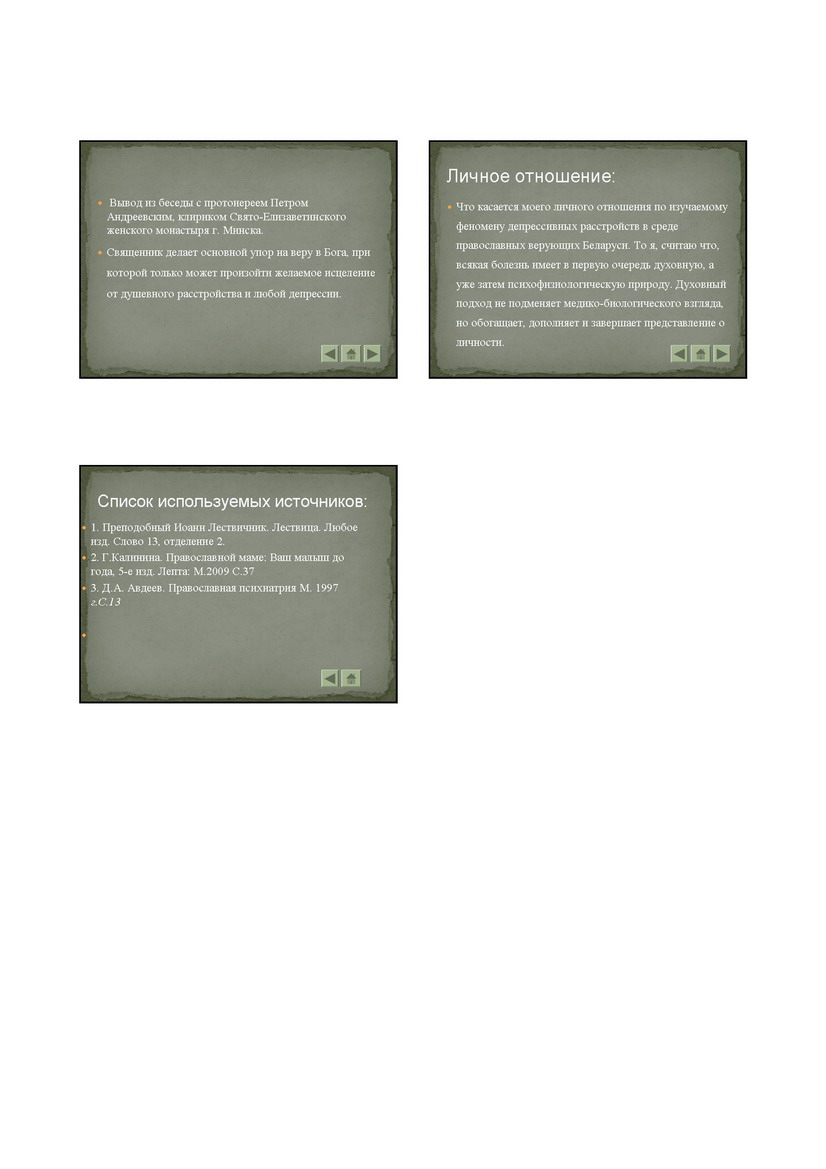 Вывод из беседы с протоиереем Петром
Андреевским, клириком Свято-Елизаветинского
женского монастыря г. Минска.
Священник делает основной упор на веру в Бога, при
которой только может произойти желаемое исцеление
от душевного расстройства и любой депрессии.
Личное отношение:
Что касается моего личного отношения по изучаемому
феномену депрессивных расстройств в среде
православных верующих Беларуси. То я, считаю что,
всякая болезнь имеет в первую очередь духовную, а
уже затем психофизиологическую природу. Духовный
подход не подменяет медико-биологического взгляда,
но обогащает, дополняет и завершает представление о
личности.
Список используемых источников:
1. Преподобный Иоанн Лествичник. Лествица. Любое
изд. Слово 13, отделение 2.
2. Г.Калинина. Православной маме: Ваш малыш до
года, 5-е изд. Лепта: М.2009 С.37
3. Д.А. Авдеев. Православная психиатрия М. 1997
г.С.13